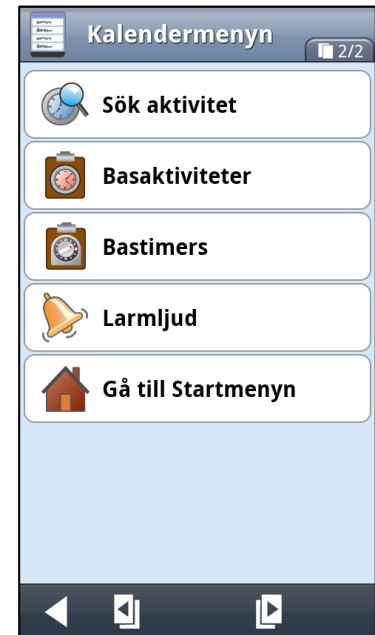 Kalendermenyn
2/2
Sök aktivitet
Basaktiviteter
Bastimers
Larmljud
Gå till Startmenyn